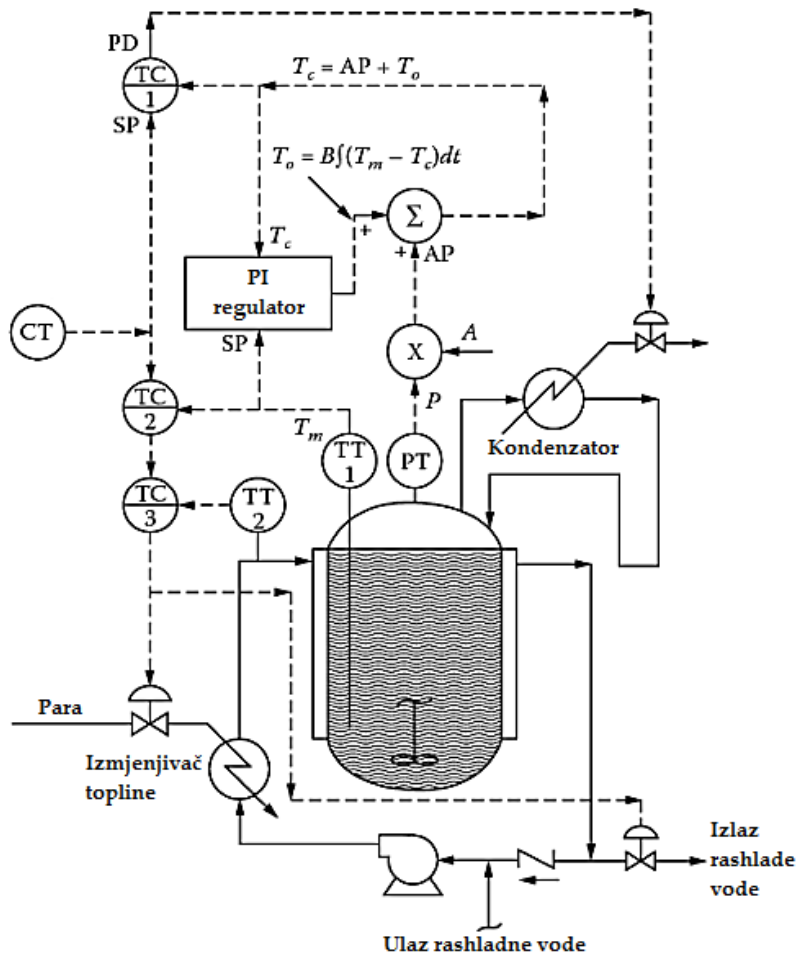 PD
TC
1
SP
T_c = AP + T_o
T_o = B∫(T_m − T_c)dt
Σ
+
+
AP
T_c
PI
regulator
SP
CT
X
A
P
TC
2
T_m
TT
1
PT
Kondenzator
TC
3
TT
2
Para
Izmjenjivač
topline
Izlaz
rashlade
vode
Ulaz rashladne vode